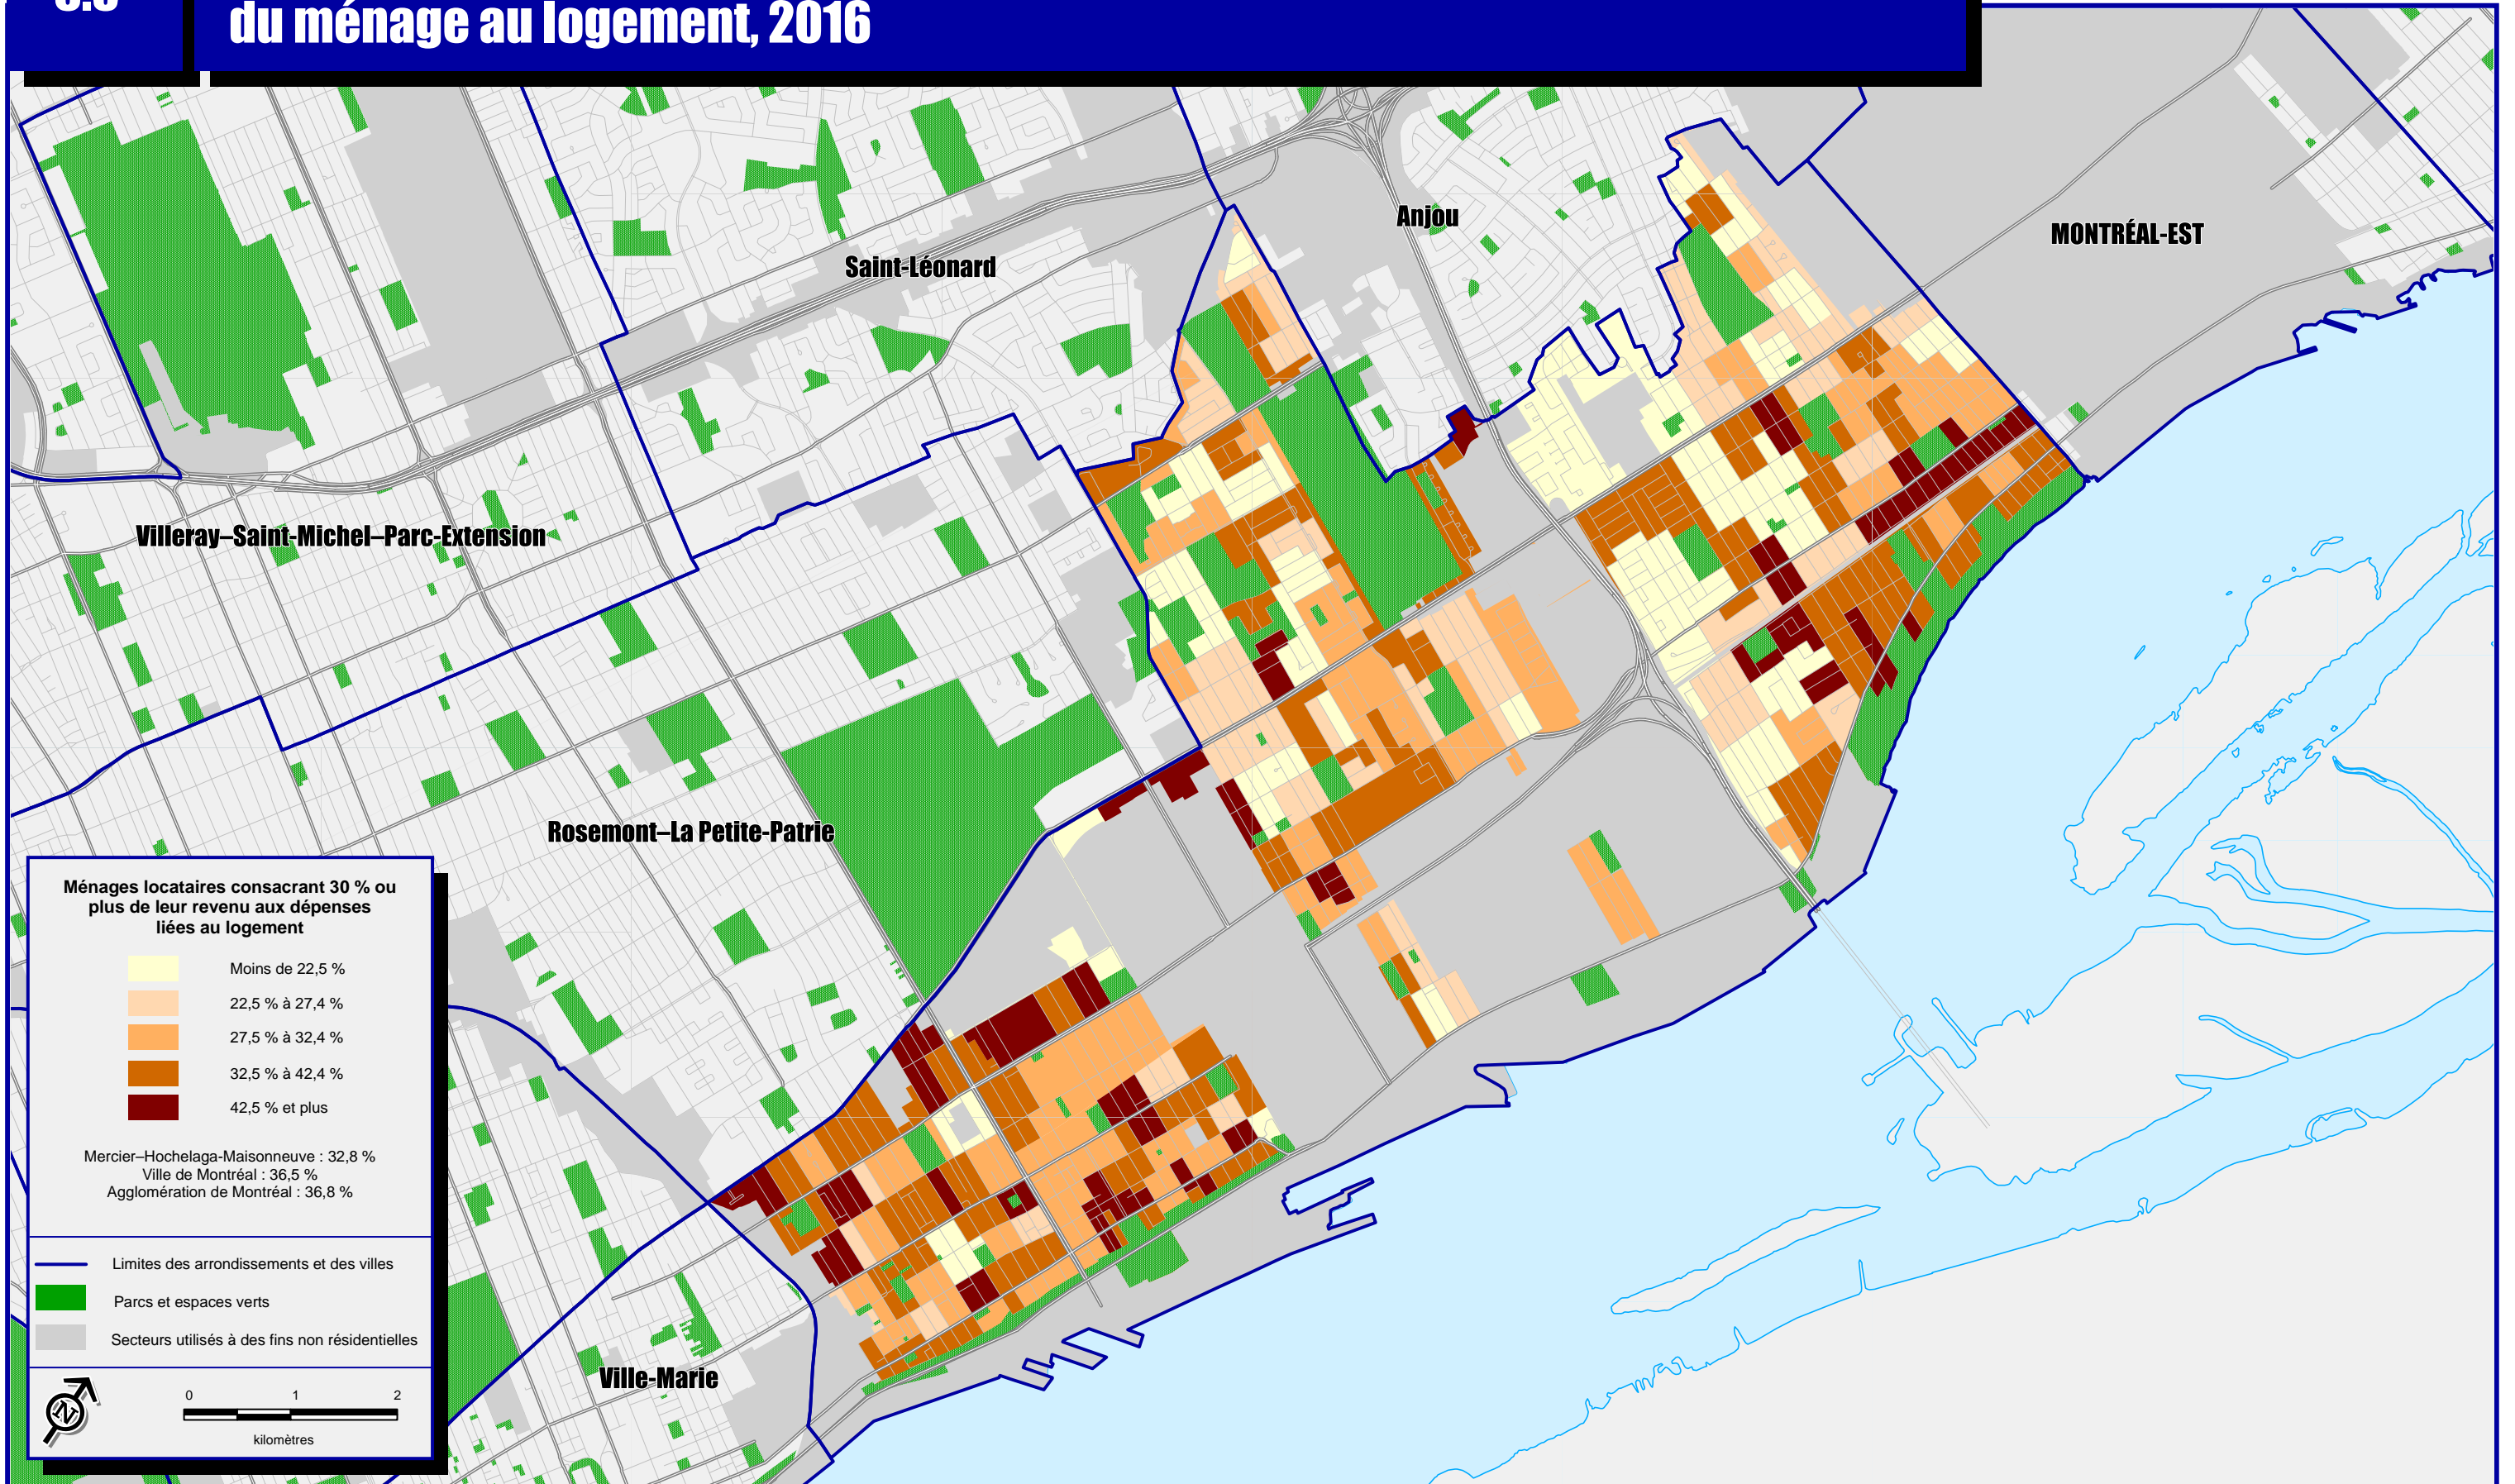 du ménage au logement, 2016
Anjou
MONTRÉAL-EST
Saint-Léonard
Villeray–Saint-Michel–Parc-Extension
Rosemont–La Petite-Patrie
Ville-Marie
Ménages locataires consacrant 30 % ou
plus de leur revenu aux dépenses
liées au logement
Moins de 22,5 %
22,5 % à 27,4 %
27,5 % à 32,4 %
32,5 % à 42,4 %
42,5 % et plus
Mercier–Hochelaga-Maisonneuve : 32,8 %
Ville de Montréal : 36,5 %
Agglomération de Montréal : 36,8 %
Limites des arrondissements et des villes
Parcs et espaces verts
Secteurs utilisés à des fins non résidentielles
N
0 1 2
kilomètres